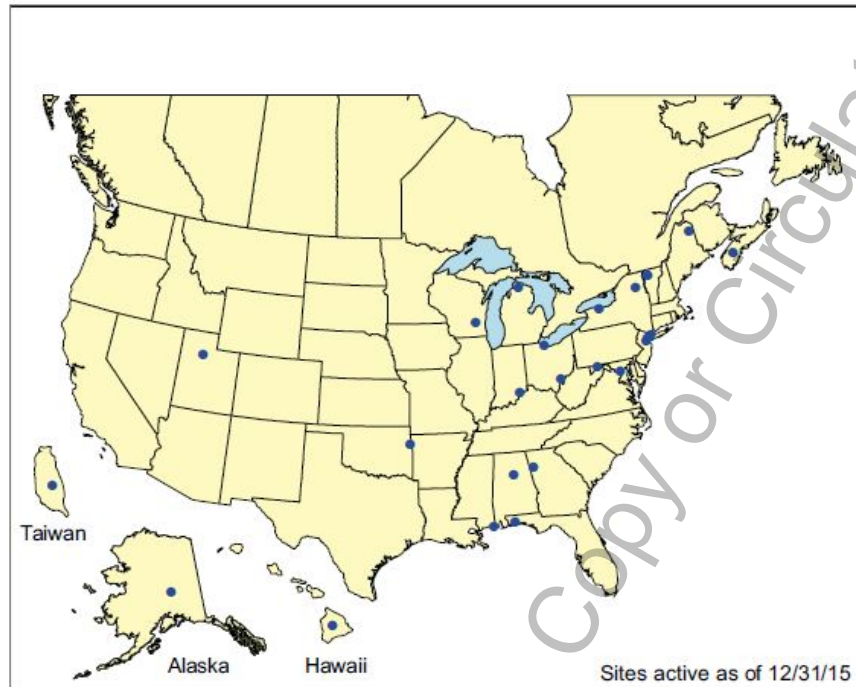 Copy or Circula
Taiwan
Alaska
Hawaii
Sites active as of 12/31/15